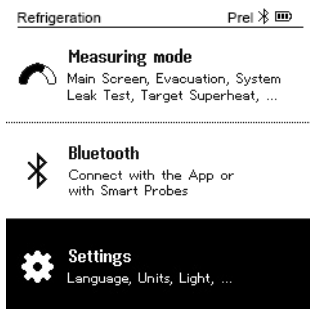 Refrigeration Prel
Measuring mode
Main Screen, Evacuation, System
Leak Test, Target Superheat, ...
Bluetooth
Connect with the App or
with Smart Probes
Settings
Language, Units, Light, ...